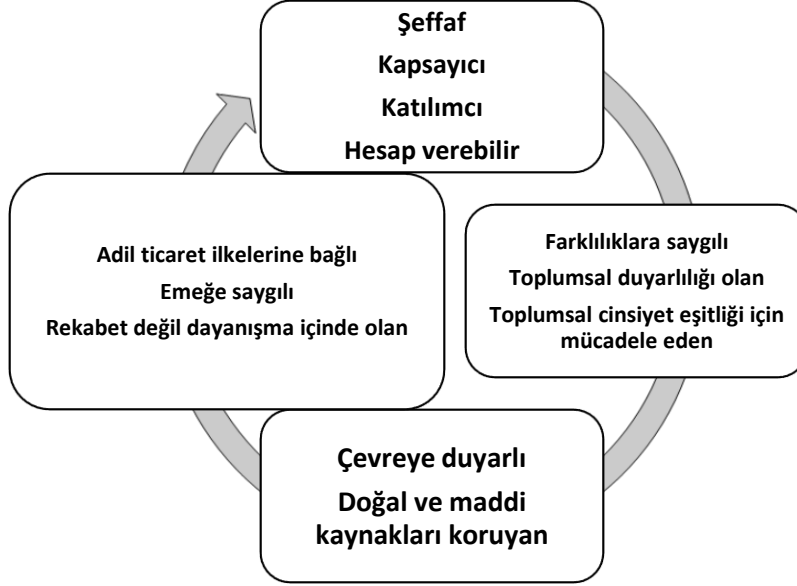 Şeffaf
Kapsayıcı
Katılımcı
Hesap verebilir
Farklılıklara saygılı
Toplumsal duyarlılığı olan
Toplumsal cinsiyet eşitliği için
mücadele eden
Çevreye duyarlı
Doğal ve maddi
kaynakları koruyan
Adil ticaret ilkelerine bağlı
Emeğe saygılı
Rekabet değil dayanışma içinde olan